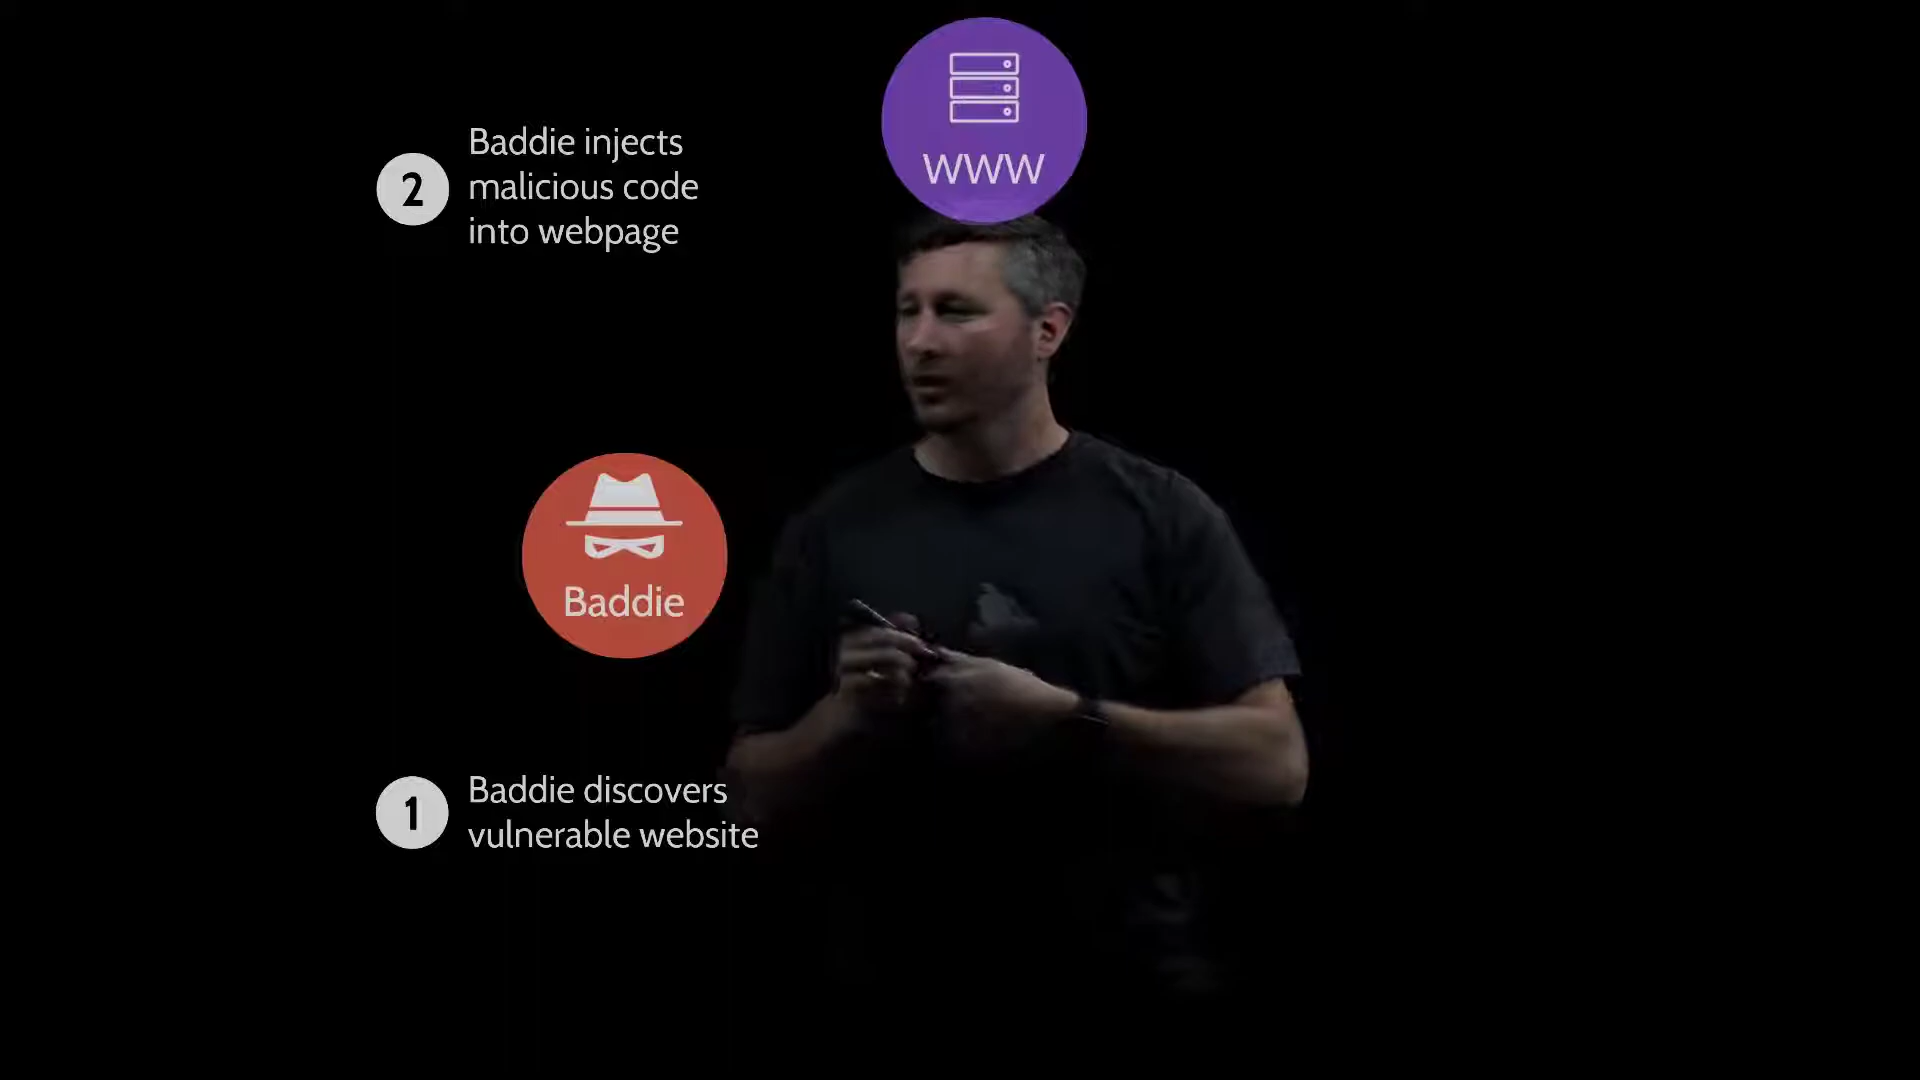 WWW
2
Baddie injects
malicious code
into webpage
Baddie
1
Baddie discovers
vulnerable website